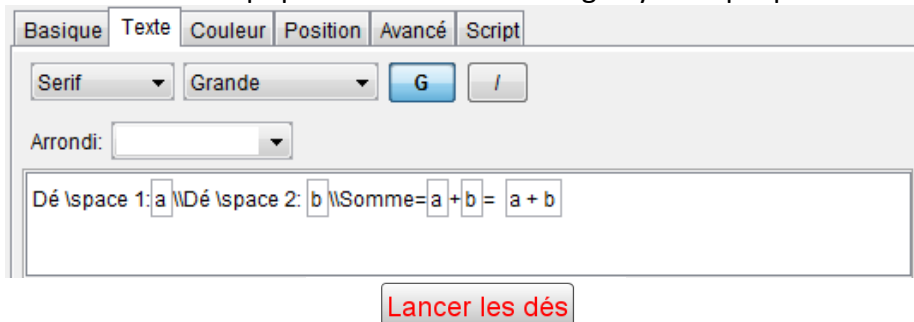 Basique Texte Couleur Position Avancé Script
Serif Grande G I
Arrondi:
Dé \space 1: a \\Dé \space 2: b \\Somme= a + b = a + b
Lancer les dés